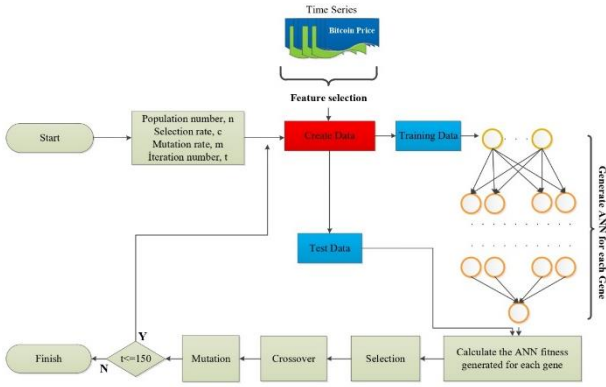 Time Series
Bitcoin Price
Feature selection
Start
Population number, n
Selection rate, c
Mutation rate, m
İteration number, t
Create Data
Training Data
Generate ANN
for each Gene
Test Data
Finish
N
Y
t<=150
Mutation
Crossover
Selection
Calculate the ANN fitness
generated for each gene